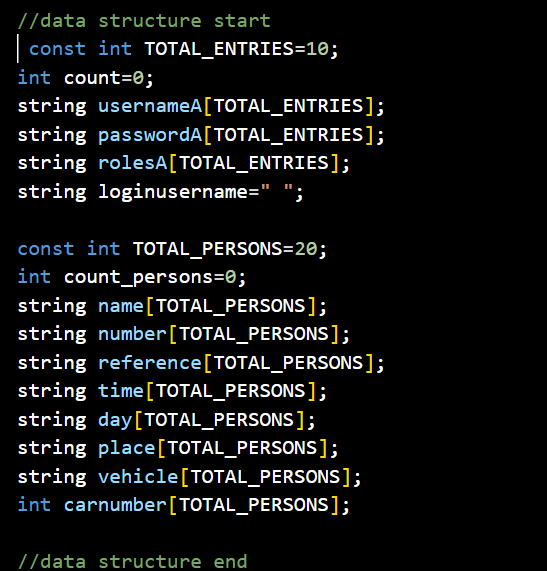 //data structure start
const int TOTAL_ENTRIES=10;
int count=0;
string usernameA[TOTAL_ENTRIES];
string passwordA[TOTAL_ENTRIES];
string rolesA[TOTAL_ENTRIES];
string loginusername=" ";
const int TOTAL_PERSONS=20;
int count_persons=0;
string name[TOTAL_PERSONS];
string number[TOTAL_PERSONS];
string reference[TOTAL_PERSONS];
string time[TOTAL_PERSONS];
string day[TOTAL_PERSONS];
string place[TOTAL_PERSONS];
string vehicle[TOTAL_PERSONS];
int carnumber[TOTAL_PERSONS];
//data structure end